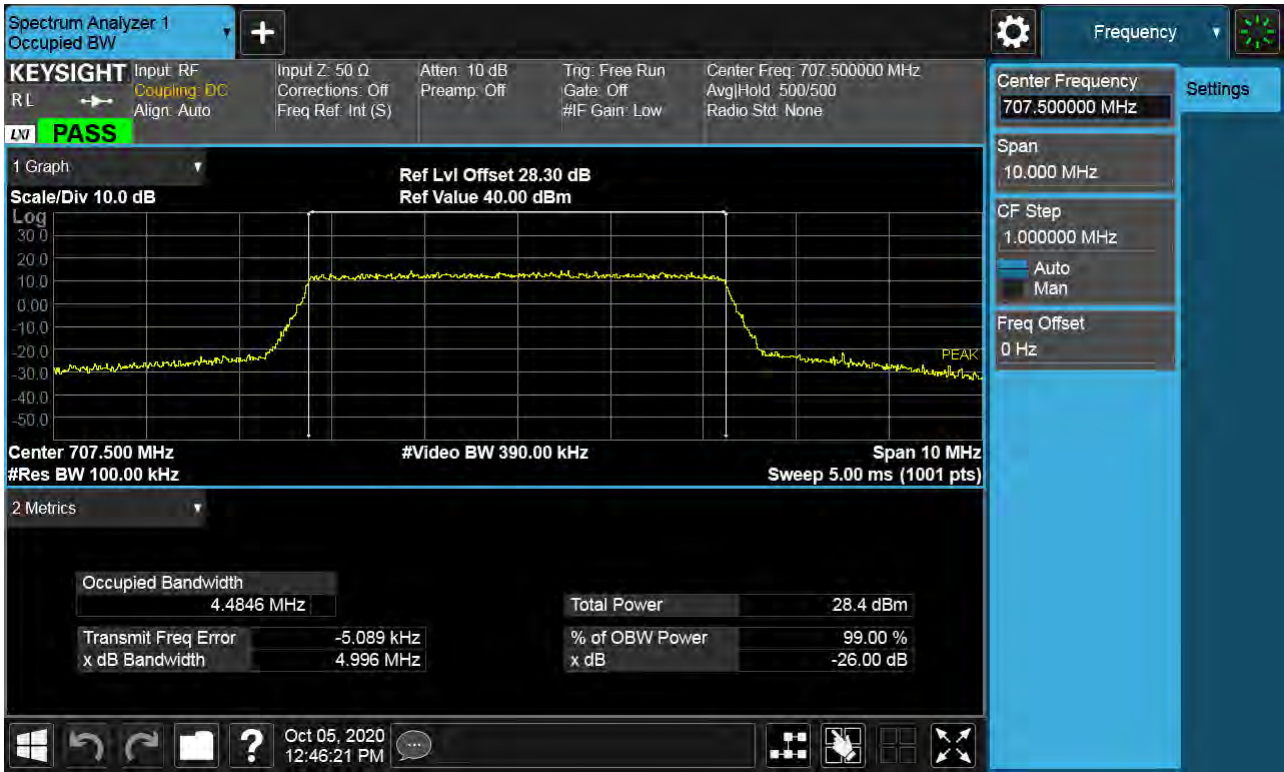 Spectrum Analyzer 1
Occupied BW
Frequency
KEYSIGHT
RL
LXI
PASS
Input: RF
Coupling: DC
Align: Auto
Input Z: 50 Ω
Corrections: Off
Freq Ref: Int (S)
Atten: 10 dB
Preamp: Off
Trig: Free Run
Gate: Off
#IF Gain: Low
Center Freq: 707.500000 MHz
Avg|Hold: 500/500
Radio Std: None
Center Frequency
707.500000 MHz
Settings
Span
10.000 MHz
CF Step
1.000000 MHz
Auto
Man
Freq Offset
0 Hz
1 Graph
Ref Lvl Offset 28.30 dB
Scale/Div 10.0 dB
Ref Value 40.00 dBm
Log
30.0
20.0
10.0
0.00
-10.0
-20.0
-30.0
-40.0
-50.0
PEAK
Center 707.500 MHz
#Video BW 390.00 kHz
Span 10 MHz
#Res BW 100.00 kHz
Sweep 5.00 ms (1001 pts)
2 Metrics
Occupied Bandwidth
4.4846 MHz
Total Power 28.4 dBm
Transmit Freq Error -5.089 kHz
% of OBW Power 99.00 %
x dB Bandwidth 4.996 MHz
x dB -26.00 dB
Oct 05, 2020
12:46:21 PM